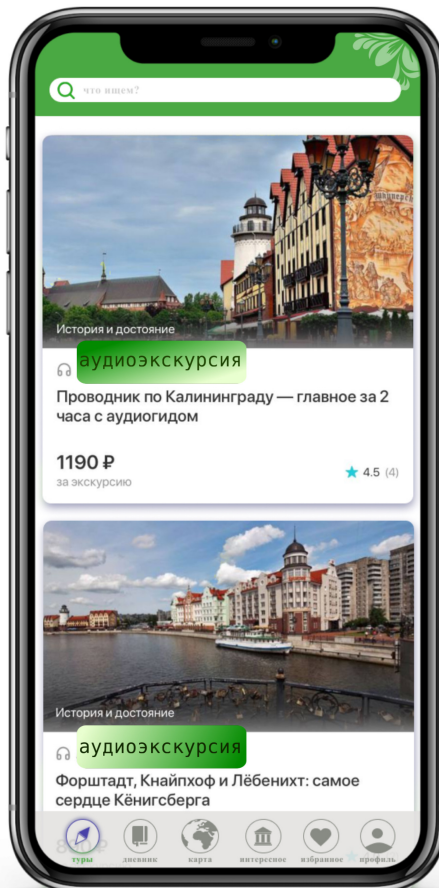 что ишем?
История и достояние
аудиоэкскурсия
Проводник по Калининграду — главное за 2
часа с аудиогидом
1190 ₽
за экскурсию
4.5 (4)
История и достояние
аудиоэкскурсия
Форштадт, Кнайпхоф и Лёбенихт: самое
сердце Кёнигсберга
туры дневник карта интересное избранное профиль